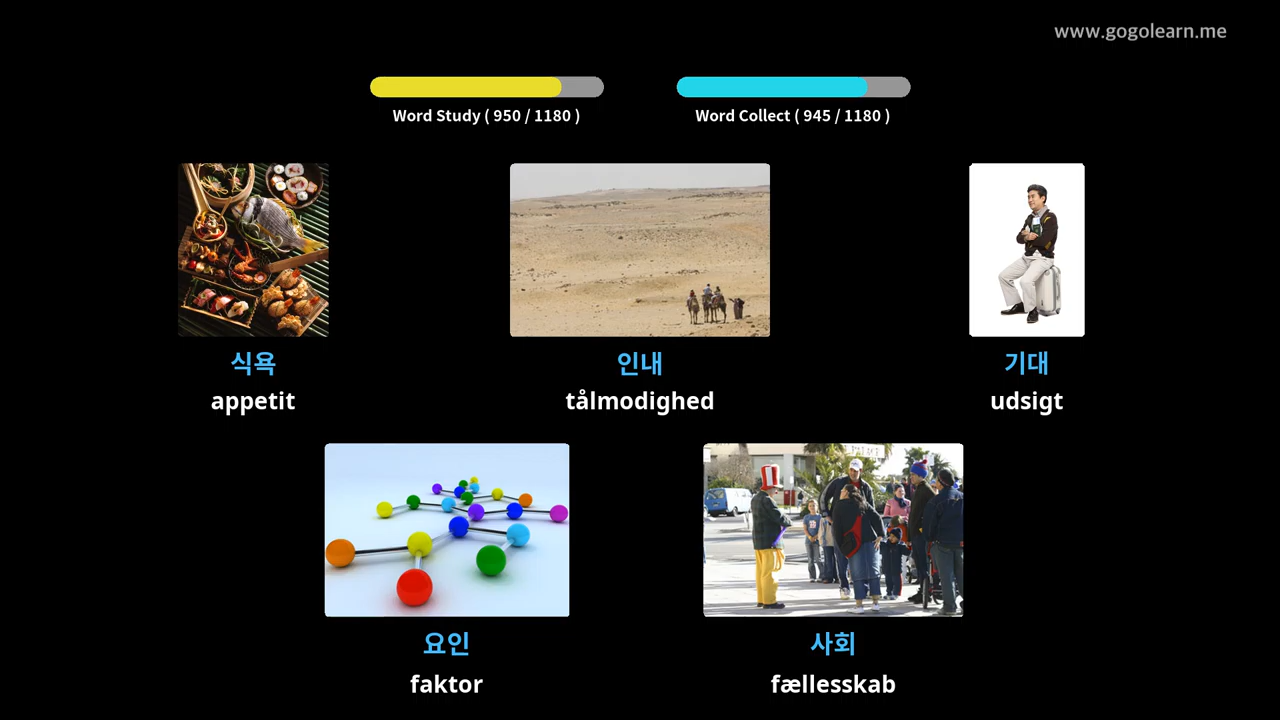 www.gogolearn.me
Word Study ( 950 / 1180 )
Word Collect ( 945 / 1180 )
식욕
appetit
인내
tålmodighed
기대
udsigt
요인
faktor
사회
fællesskab